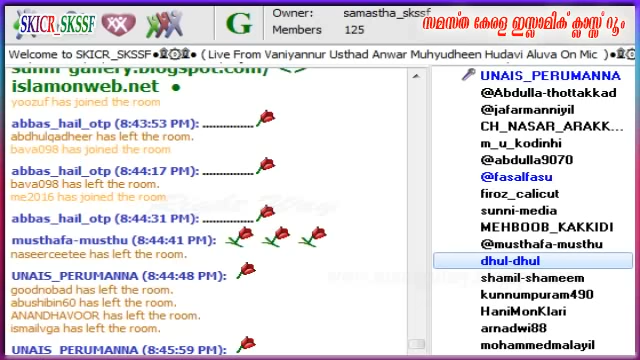 SKICR_SKSSF
G
Owner: samastha_skssf
Members 125
സമസ്ത കേരള ഇസ്ലാമിക് ക്ലാസ്സ് റൂം
Welcome to SKICR_SKSSF ( Live From Vaniyannur Usthad Anwar Muhyudheen Hudavi Aluva On Mic )
sunni-gallery.blogspot.com/ <>
islamonweb.net ●
yoozuf has joined the room
abbas_hail_otp (8:43:53 PM): ..............
abdhulqadheer has left the room.
bava098 has joined the room
abbas_hail_otp (8:44:17 PM): ..............
bava098 has left the room.
me2016 has joined the room
abbas_hail_otp (8:44:31 PM): ..............
musthafa-musthu (8:44:41 PM):
naseerceetee has left the room.
UNAIS_PERUMANNA (8:44:48 PM):
goodnobad has left the room.
abushibin60 has left the room.
ANANDHAVOOR has left the room.
ismailvga has left the room.
UNAIS_PERUMANNA (8:45:59 PM):
UNAIS_PERUMANNA
@Abdulla-thottakkad
@jafarmanniyil
CH_NASAR_ARAKK...
m_u_kodinhi
@abdulla9070
@fasalfasu
firoz_calicut
sunni-media
MEHBOOB_KAKKIDI
@musthafa-musthu
dhul-dhul
shamil-shameem
kunnumpuram490
HaniMonKlari
arnadwi88
mohammedmalayil